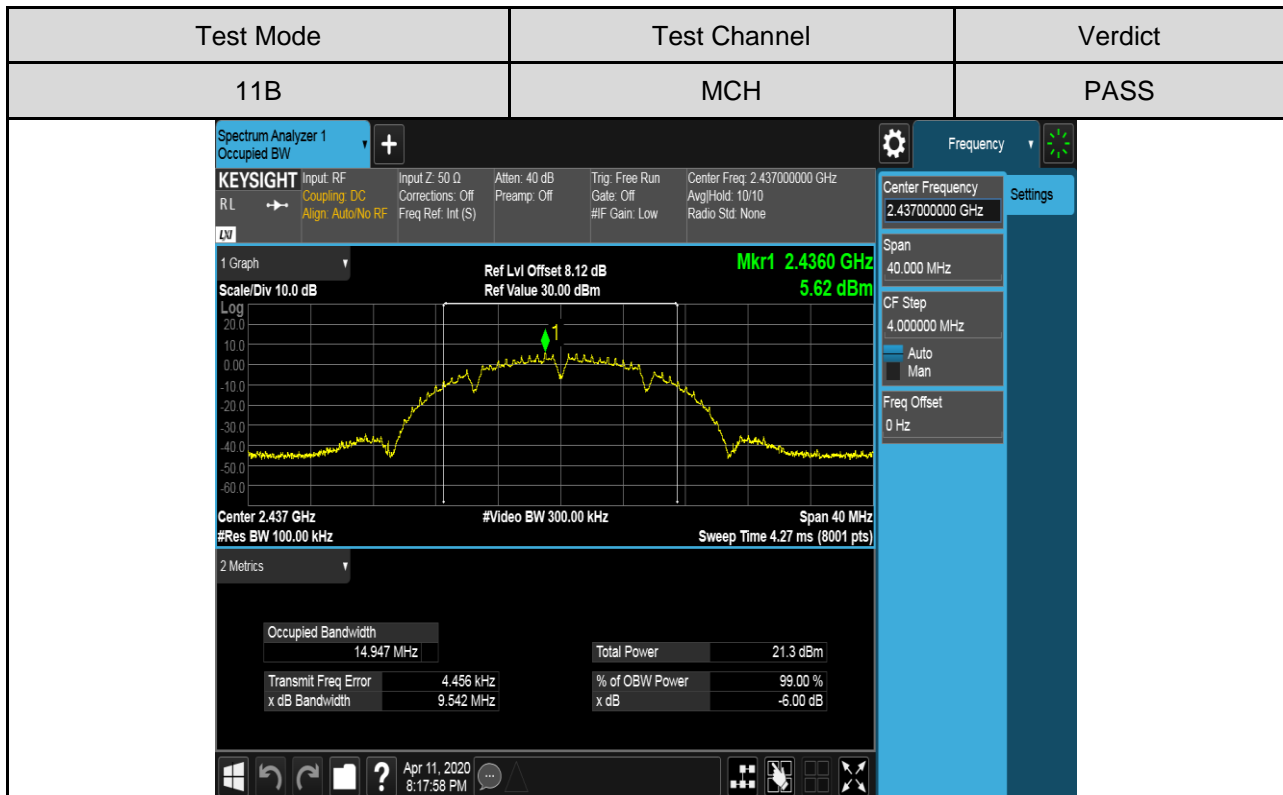 Test Mode Test Channel Verdict
11B MCH PASS
Spectrum Analyzer 1
Occupied BW
+
Frequency
KEYSIGHT Input: RF Input Z: 50 Ω Atten: 40 dB Trig: Free Run Center Freq: 2.437000000 GHz
RL Coupling: DC Corrections: Off Preamp: Off Gate: Off Avg|Hold: 10/10
Align: Auto/No RF Freq Ref: Int (S) #IF Gain: Low Radio Std: None
LXI
Center Frequency
2.437000000 GHz
Settings
Span
40.000 MHz
CF Step
4.000000 MHz
Auto
Man
Freq Offset
0 Hz
1 Graph
Ref Lvl Offset 8.12 dB Mkr1 2.4360 GHz
Scale/Div 10.0 dB Ref Value 30.00 dBm 5.62 dBm
Log
20.0
10.0
0.00
-10.0
-20.0
-30.0
-40.0
-50.0
-60.0
1
Center 2.437 GHz #Video BW 300.00 kHz Span 40 MHz
#Res BW 100.00 kHz Sweep Time 4.27 ms (8001 pts)
2 Metrics
Occupied Bandwidth
14.947 MHz Total Power 21.3 dBm
Transmit Freq Error 4.456 kHz % of OBW Power 99.00 %
x dB Bandwidth 9.542 MHz x dB -6.00 dB
? Apr 11, 2020
8:17:58 PM